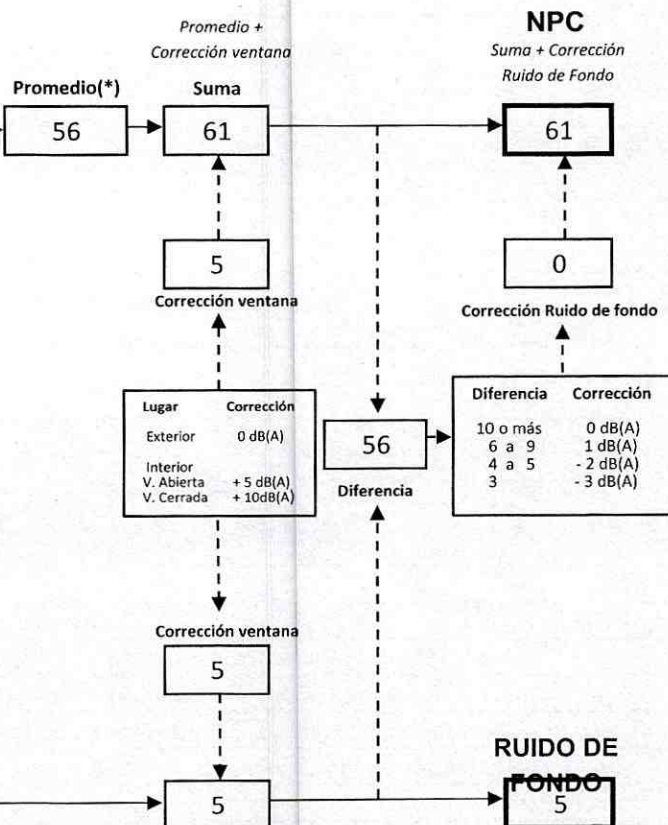 Promedio +
Corrección ventana
NPC
Suma + Corrección
Ruido de Fondo
Promedio(*)
Suma
56
61
61
5
0
Corrección ventana
Corrección Ruido de fondo
Lugar Corrección
Exterior 0 dB(A)
Interior
V. Abierta + 5 dB(A)
V. Cerrada + 10dB(A)
56
Diferencia
Diferencia Corrección
10 o más 0 dB(A)
6 a 9 1 dB(A)
4 a 5 - 2 dB(A)
3 - 3 dB(A)
Corrección ventana
5
RUIDO DE
FONDO
5
5